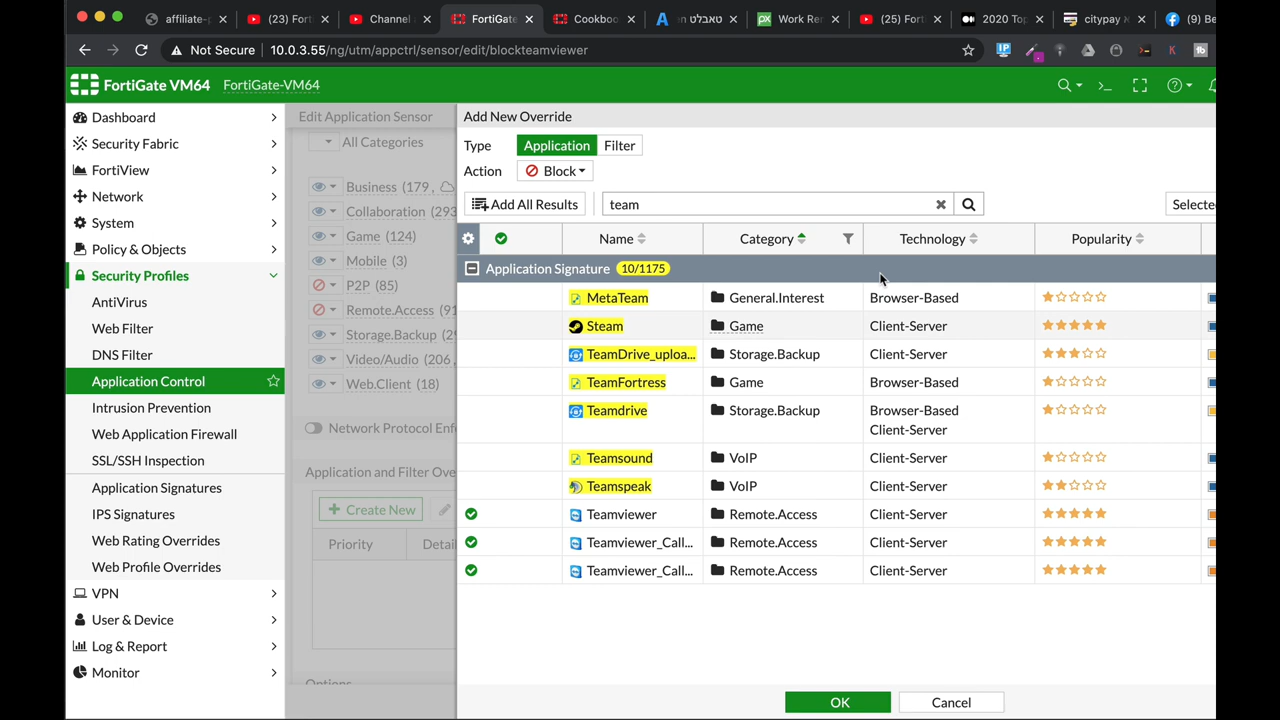 affiliate-p
(23) Forti
Channel
FortiGate
Cookboo
טאבלט en
Work Re
(25) Fort
2020 Top
citypay
(9) Be
Not Secure
10.0.3.55/ng/utm/appctrl/sensor/edit/blockteamviewer
IP
K
tb
FortiGate VM64
FortiGate-VM64
Dashboard
Security Fabric
FortiView
Network
System
Policy & Objects
Security Profiles
AntiVirus
Web Filter
DNS Filter
Application Control
Intrusion Prevention
Web Application Firewall
SSL/SSH Inspection
Application Signatures
IPS Signatures
Web Rating Overrides
Web Profile Overrides
VPN
User & Device
Log & Report
Monitor
Edit Application Sensor
All Categories
Business (179,
Collaboration (293
Game (124)
Mobile (3)
P2P (85)
Remote.Access (91
Storage.Backup (29
Video/Audio (206,
Web.Client (18)
Network Protocol Enf
Application and Filter Ove
Create New
Priority
Detai
Options
Add New Override
Type
Application
Filter
Action
Block
Add All Results
team
Selecte
Name
Category
Technology
Popularity
Application Signature 10/1175
MetaTeam General.Interest Browser-Based
Steam Game Client-Server
TeamDrive_uploa... Storage.Backup Client-Server
TeamFortress Game Browser-Based
Teamdrive Storage.Backup Browser-Based
Client-Server
Teamsound VoIP Client-Server
Teamspeak VoIP Client-Server
Teamviewer Remote.Access Client-Server
Teamviewer_Call... Remote.Access Client-Server
Teamviewer_Call... Remote.Access Client-Server
OK
Cancel